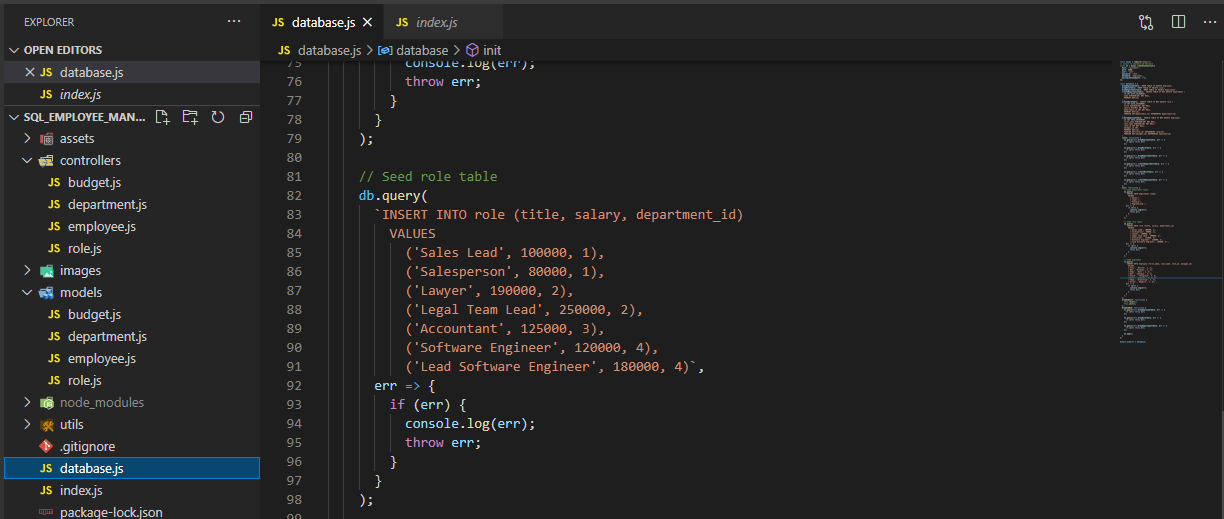 EXPLORER
OPEN EDITORS
JS database.js
JS index.js
SQL_EMPLOYEE_MAN...
assets
controllers
JS budget.js
JS department.js
JS employee.js
JS role.js
images
models
JS budget.js
JS department.js
JS employee.js
JS role.js
node_modules
utils
.gitignore
JS database.js
JS index.js
package-lock.json
JS database.js
JS index.js
JS database.js > database > init
75 console.log(err);
76 throw err;
77 }
78 }
79 );
80
81 // Seed role table
82 db.query(
83 `INSERT INTO role (title, salary, department_id)
84 VALUES
85 ('Sales Lead', 100000, 1),
86 ('Salesperson', 80000, 1),
87 ('Lawyer', 190000, 2),
88 ('Legal Team Lead', 250000, 2),
89 ('Accountant', 125000, 3),
90 ('Software Engineer', 120000, 4),
91 ('Lead Software Engineer', 180000, 4)`,
92 err => {
93 if (err) {
94 console.log(err);
95 throw err;
96 }
97 }
98 );
99